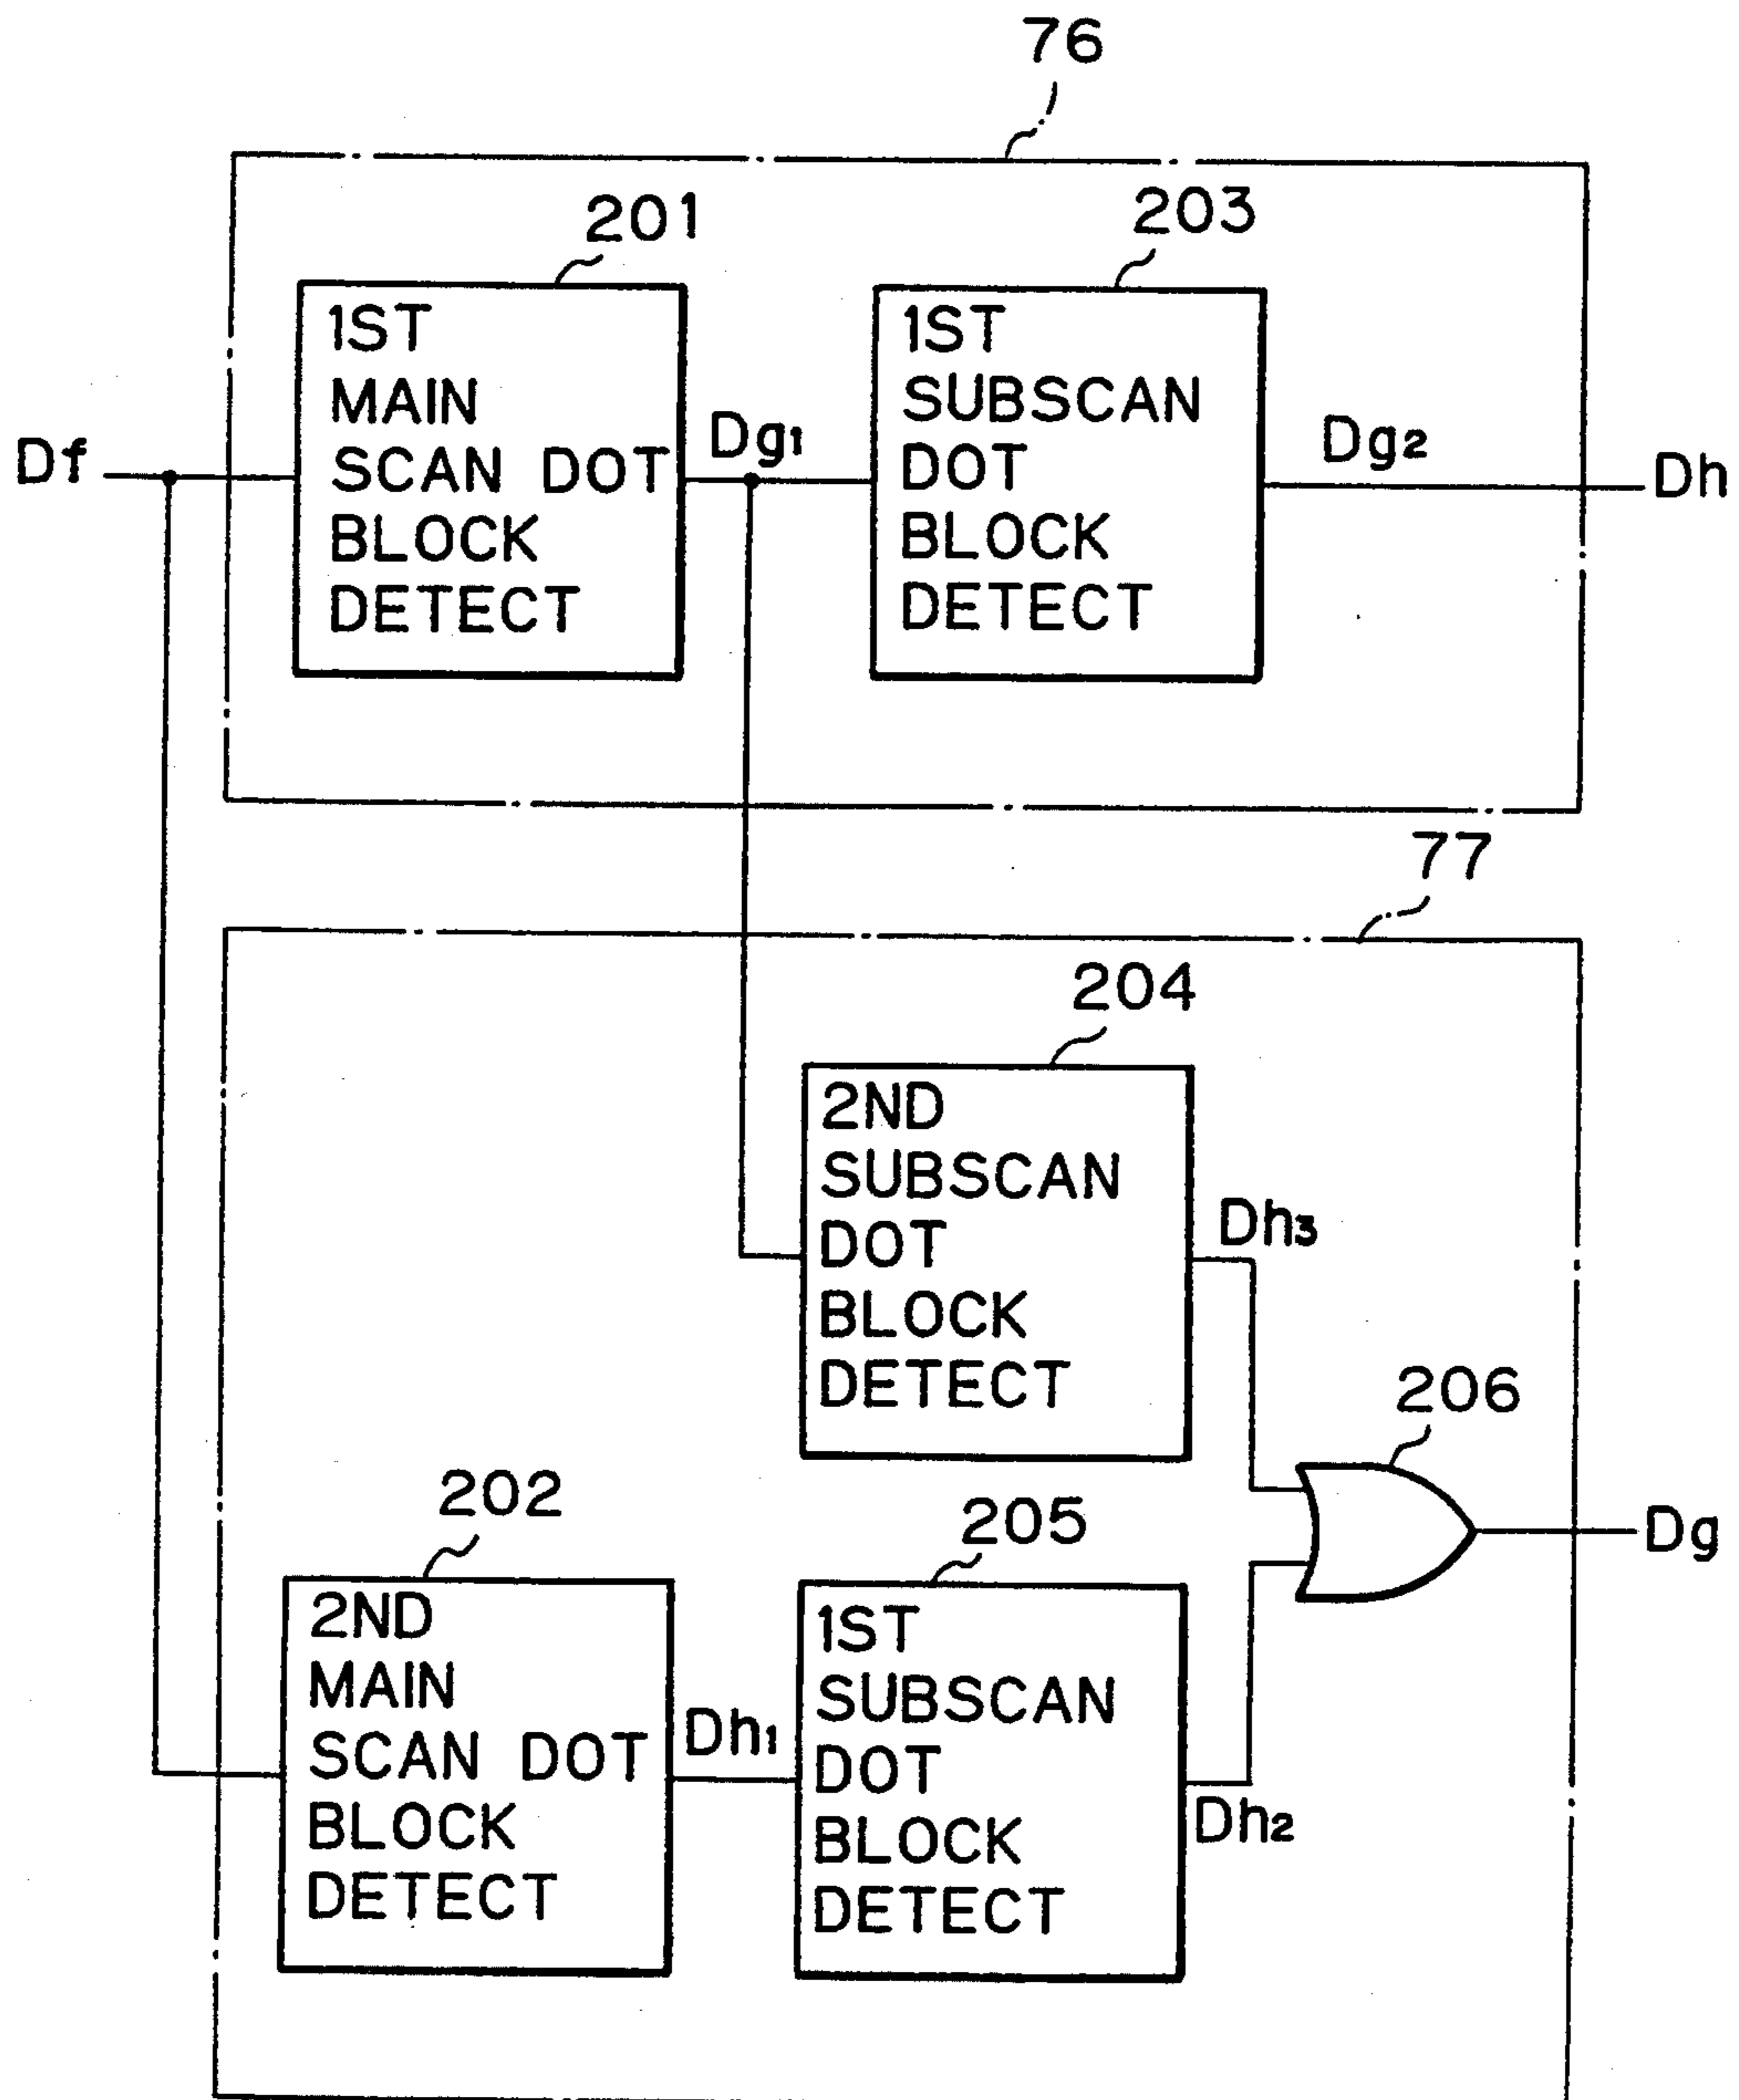 76
201
203
1ST
MAIN
SCAN DOT
BLOCK
DETECT
1ST
SUBSCAN
DOT
BLOCK
DETECT
Df
Dg1
Dg2
Dh
77
204
2ND
SUBSCAN
DOT
BLOCK
DETECT
Dh3
206
202
205
2ND
MAIN
SCAN DOT
BLOCK
DETECT
Dh1
1ST
SUBSCAN
DOT
BLOCK
DETECT
Dh2
Dg